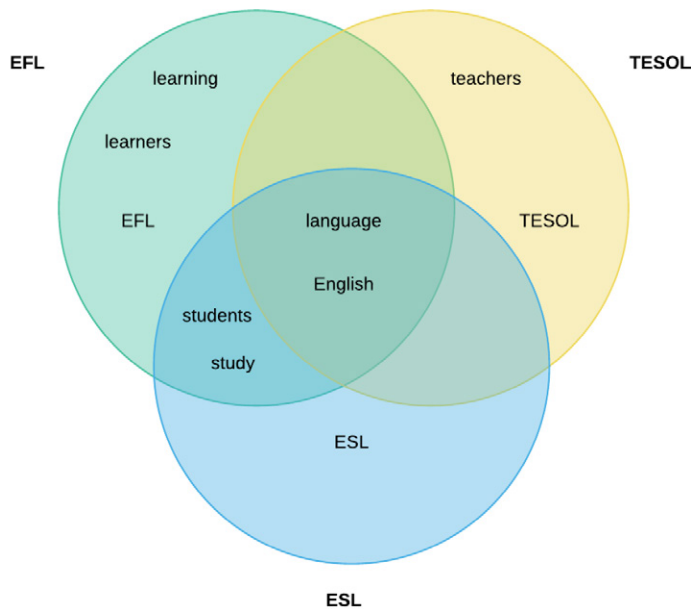 EFL
TESOL
learning
teachers
learners
EFL
language
TESOL
English
students
study
ESL
ESL